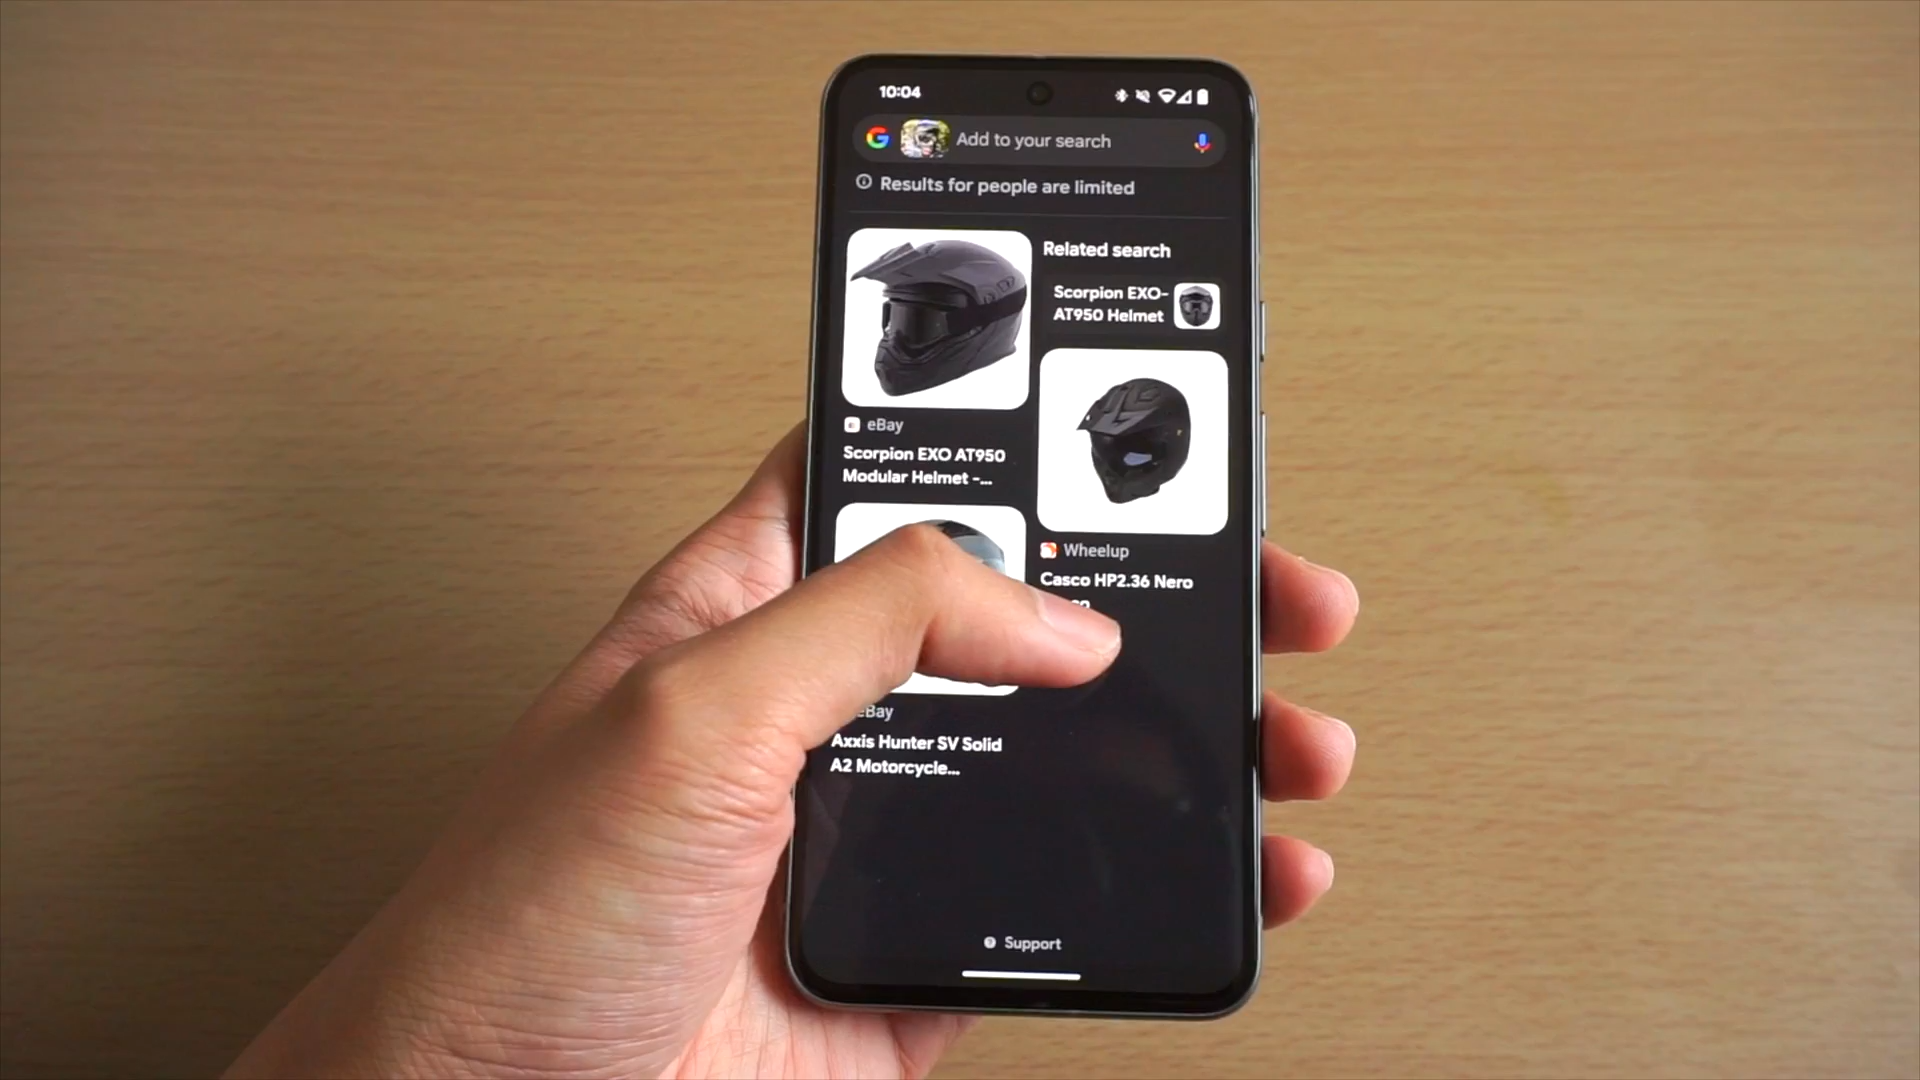 10:04
G Add to your search
Results for people are limited
Related search
Scorpion EXO-
AT950 Helmet
eBay
Scorpion EXO AT950
Modular Helmet -...
Wheelup
Casco HP2.36 Nero
eBay
Axxis Hunter SV Solid
A2 Motorcycle...
Support